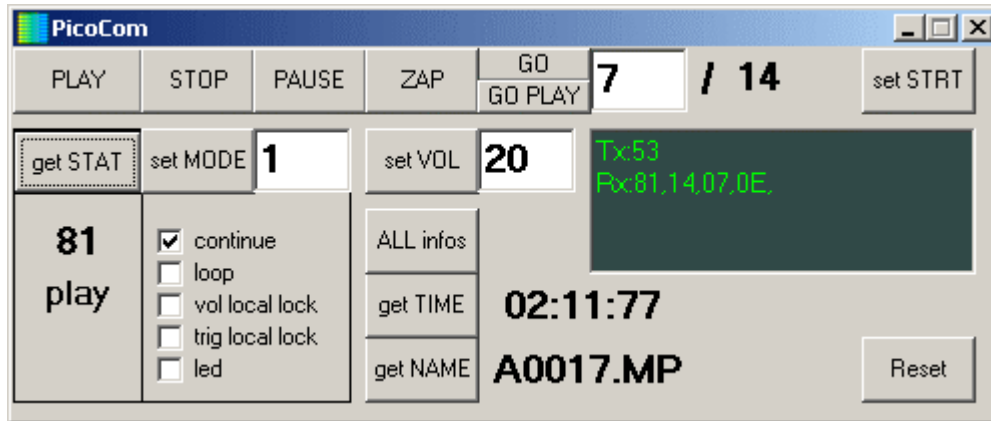 PicoCom
PLAY STOP PAUSE ZAP GO 7 / 14 set STRT
GO PLAY
get STAT set MODE 1 set VOL 20 Tx:53
Rx:81,14,07,0E,
81 continue ALL infos
play loop
vol local lock get TIME 02:11:77
trig local lock
led get NAME A0017.MP Reset